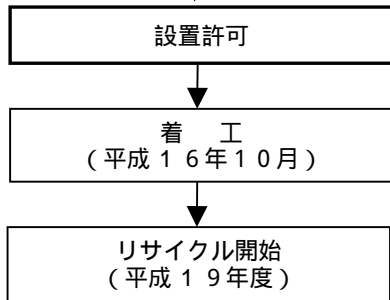 設置許可
着　工
（平成１６年１０月）
リサイクル開始
（平成１９年度）